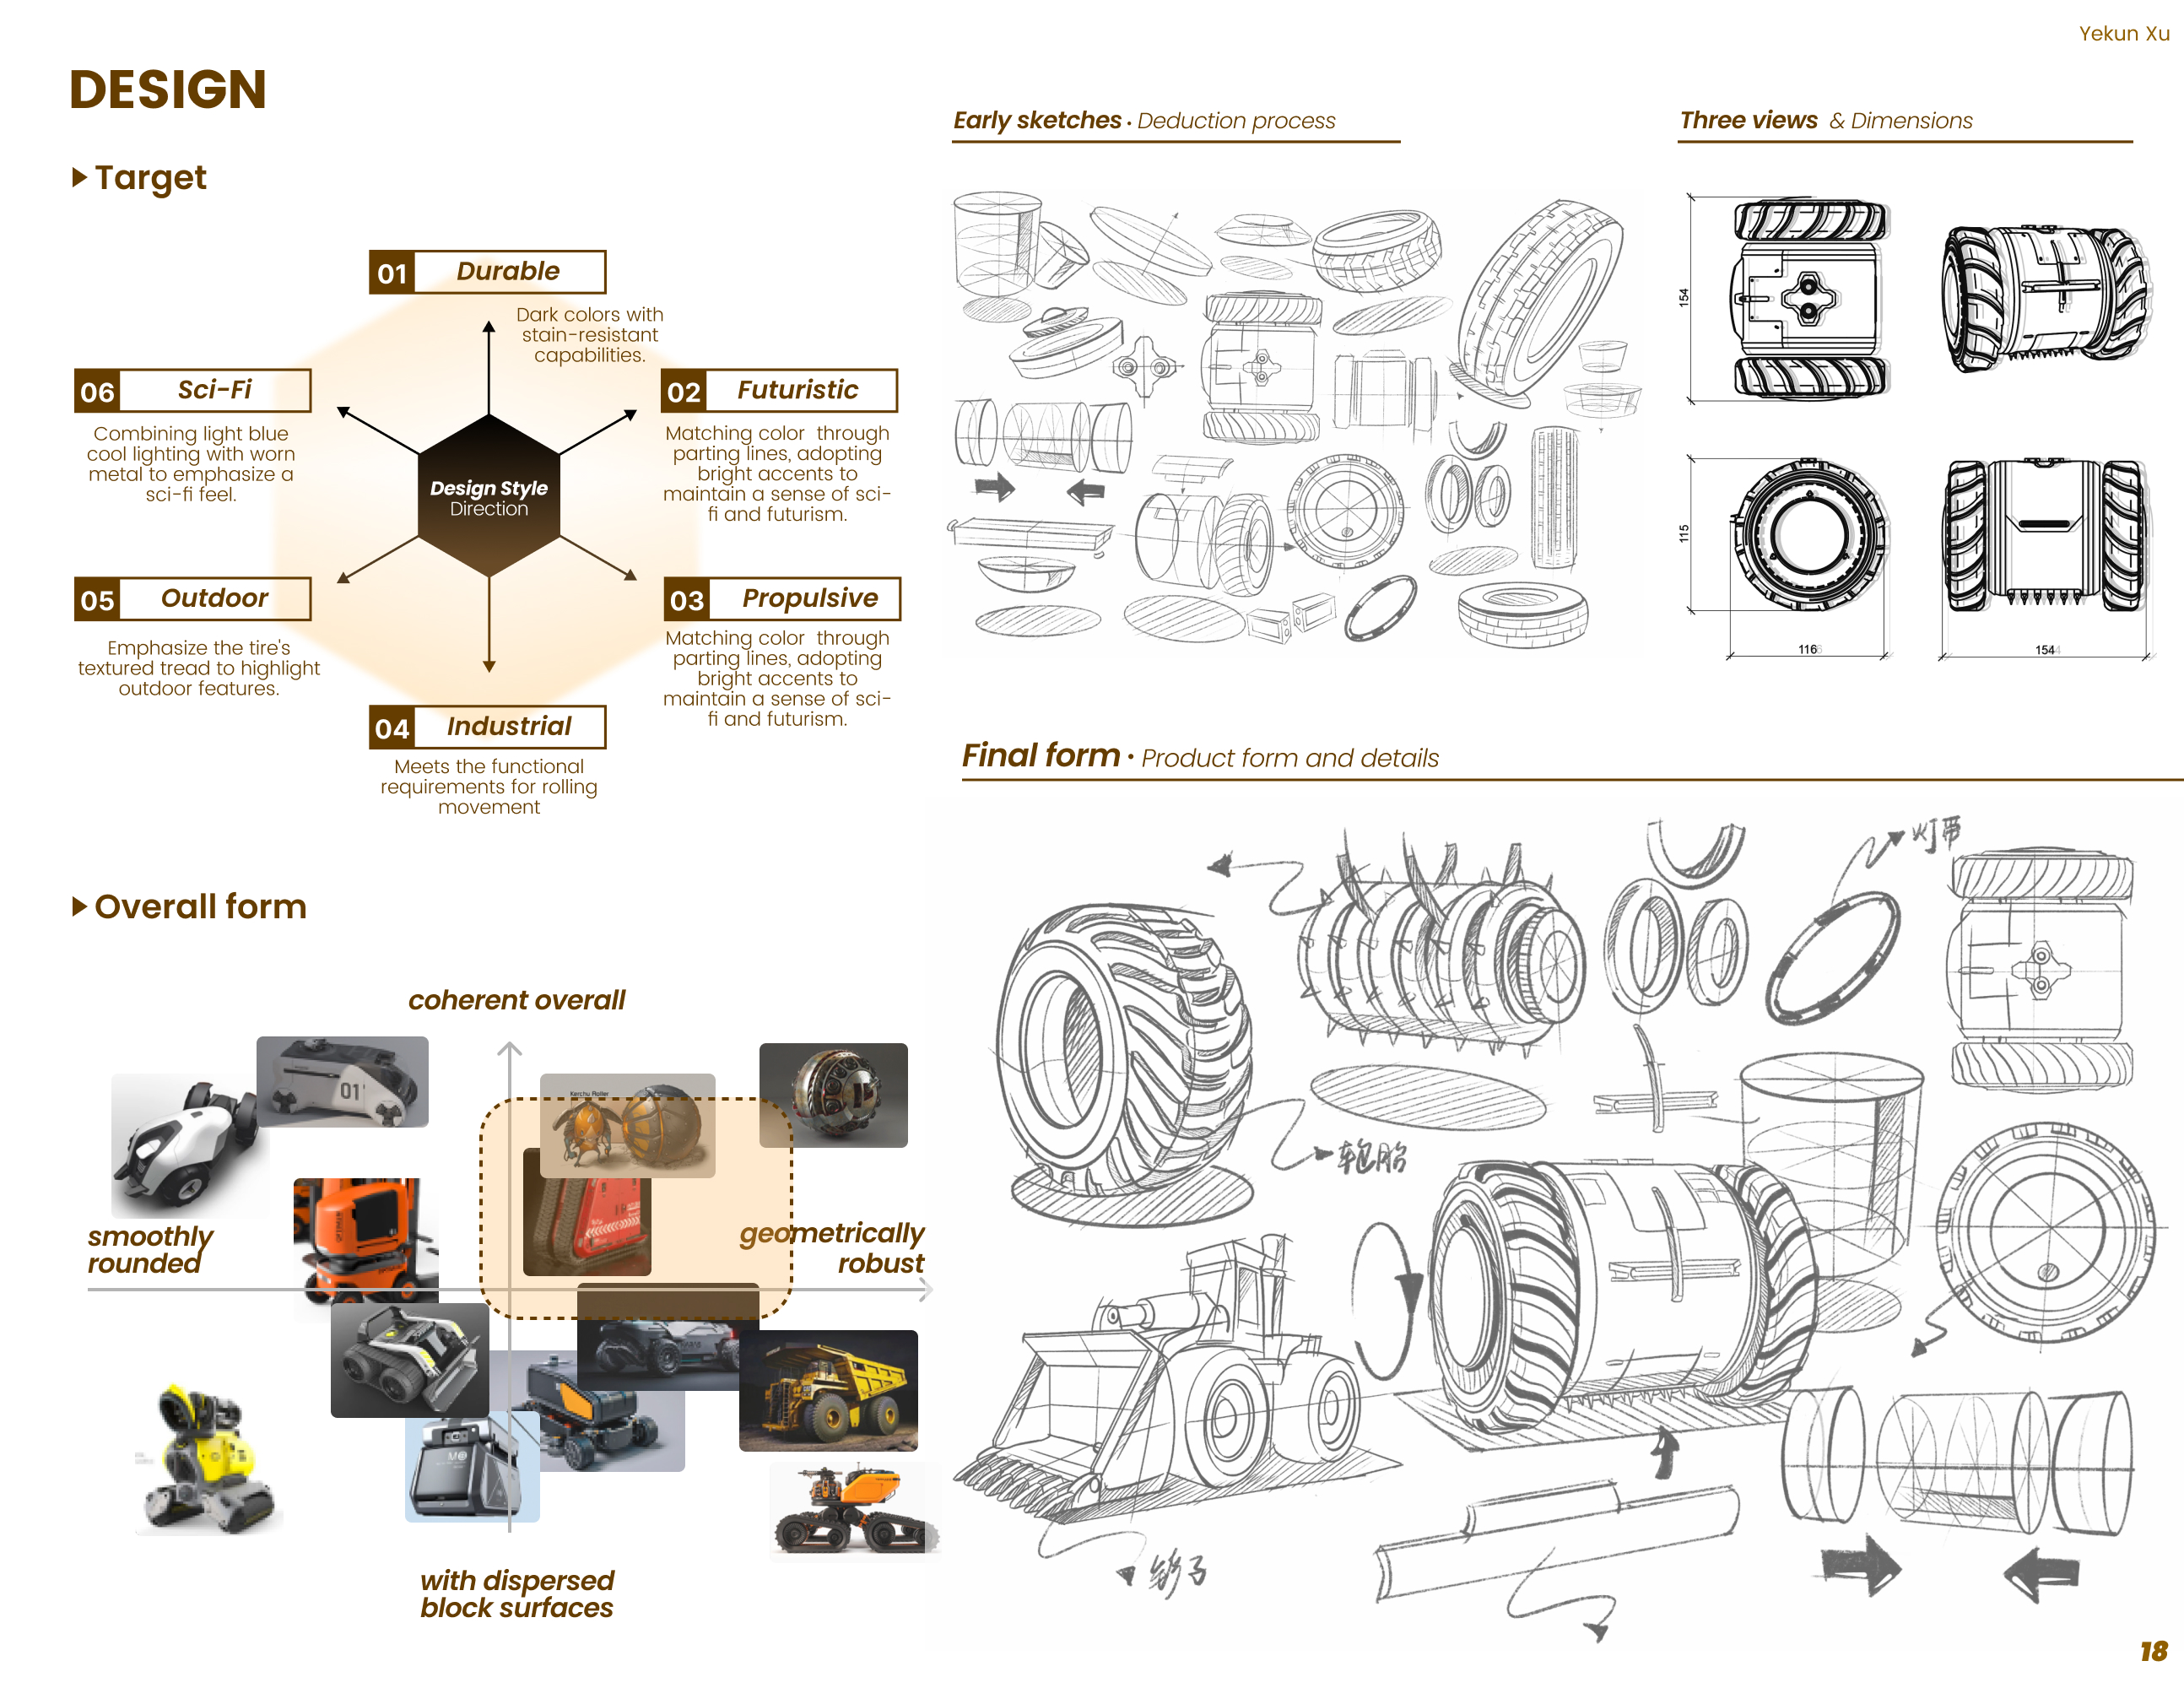 Yekun Xu
DESIGN
Target
01 Durable
Dark colors with
stain-resistant
capabilities.
06 Sci-Fi
Combining light blue
cool lighting with worn
metal to emphasize a
sci-fi feel.
02 Futuristic
Matching color through
parting lines, adopting
bright accents to
maintain a sense of sci-
fi and futurism.
Design Style
Direction
05 Outdoor
Emphasize the tire's
textured tread to highlight
outdoor features.
03 Propulsive
Matching color through
parting lines, adopting
bright accents to
maintain a sense of sci-
fi and futurism.
04 Industrial
Meets the functional
requirements for rolling
movement
Overall form
coherent overall
01
Kerchu Roller
smoothly
rounded
geometrically
robust
with dispersed
block surfaces
Early sketches · Deduction process
Three views & Dimensions
154
115
116
154
Final form · Product form and details
灯带
18